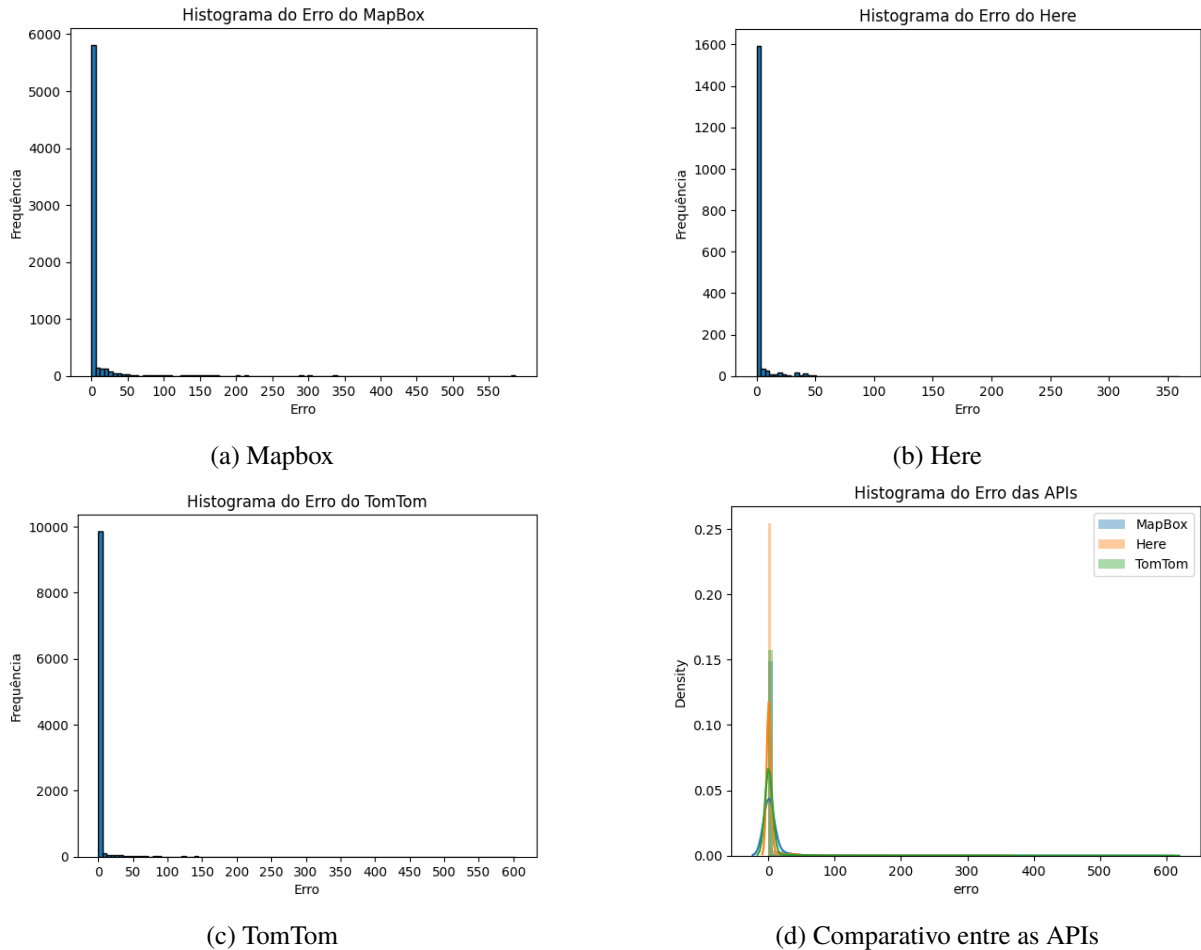 Histograma do Erro do MapBox
6000
5000
4000
3000
2000
1000
0
Frequência
0 50 100 150 200 250 300 350 400 450 500 550
Erro
(a) Mapbox
Histograma do Erro do Here
1600
1400
1200
1000
800
600
400
200
0
Frequência
0 50 100 150 200 250 300 350
Erro
(b) Here
Histograma do Erro do TomTom
10000
8000
6000
4000
2000
0
Frequência
0 50 100 150 200 250 300 350 400 450 500 550 600
Erro
(c) TomTom
Histograma do Erro das APIs
MapBox
Here
TomTom
0.25
0.20
0.15
0.10
0.05
0.00
Density
0 100 200 300 400 500 600
erro
(d) Comparativo entre as APIs